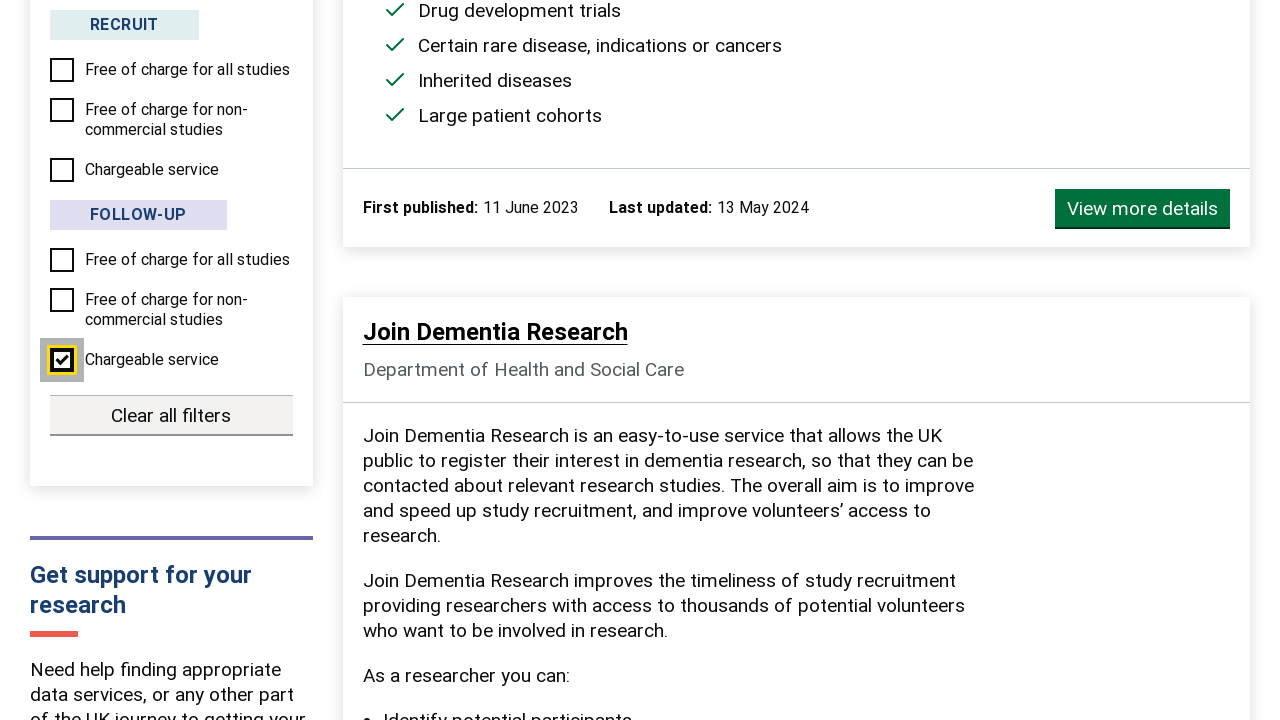 RECRUIT
Free of charge for all studies
Free of charge for non-
commercial studies
Chargeable service
FOLLOW-UP
Free of charge for all studies
Free of charge for non-
commercial studies
Chargeable service
Clear all filters
Get support for your
research
Need help finding appropriate
data services, or any other part
of the UK journey to getting your
Drug development trials
Certain rare disease, indications or cancers
Inherited diseases
Large patient cohorts
First published: 11 June 2023 Last updated: 13 May 2024
View more details
Join Dementia Research
Department of Health and Social Care
Join Dementia Research is an easy-to-use service that allows the UK
public to register their interest in dementia research, so that they can be
contacted about relevant research studies. The overall aim is to improve
and speed up study recruitment, and improve volunteers’ access to
research.
Join Dementia Research improves the timeliness of study recruitment
providing researchers with access to thousands of potential volunteers
who want to be involved in research.
As a researcher you can:
• Identify potential participants